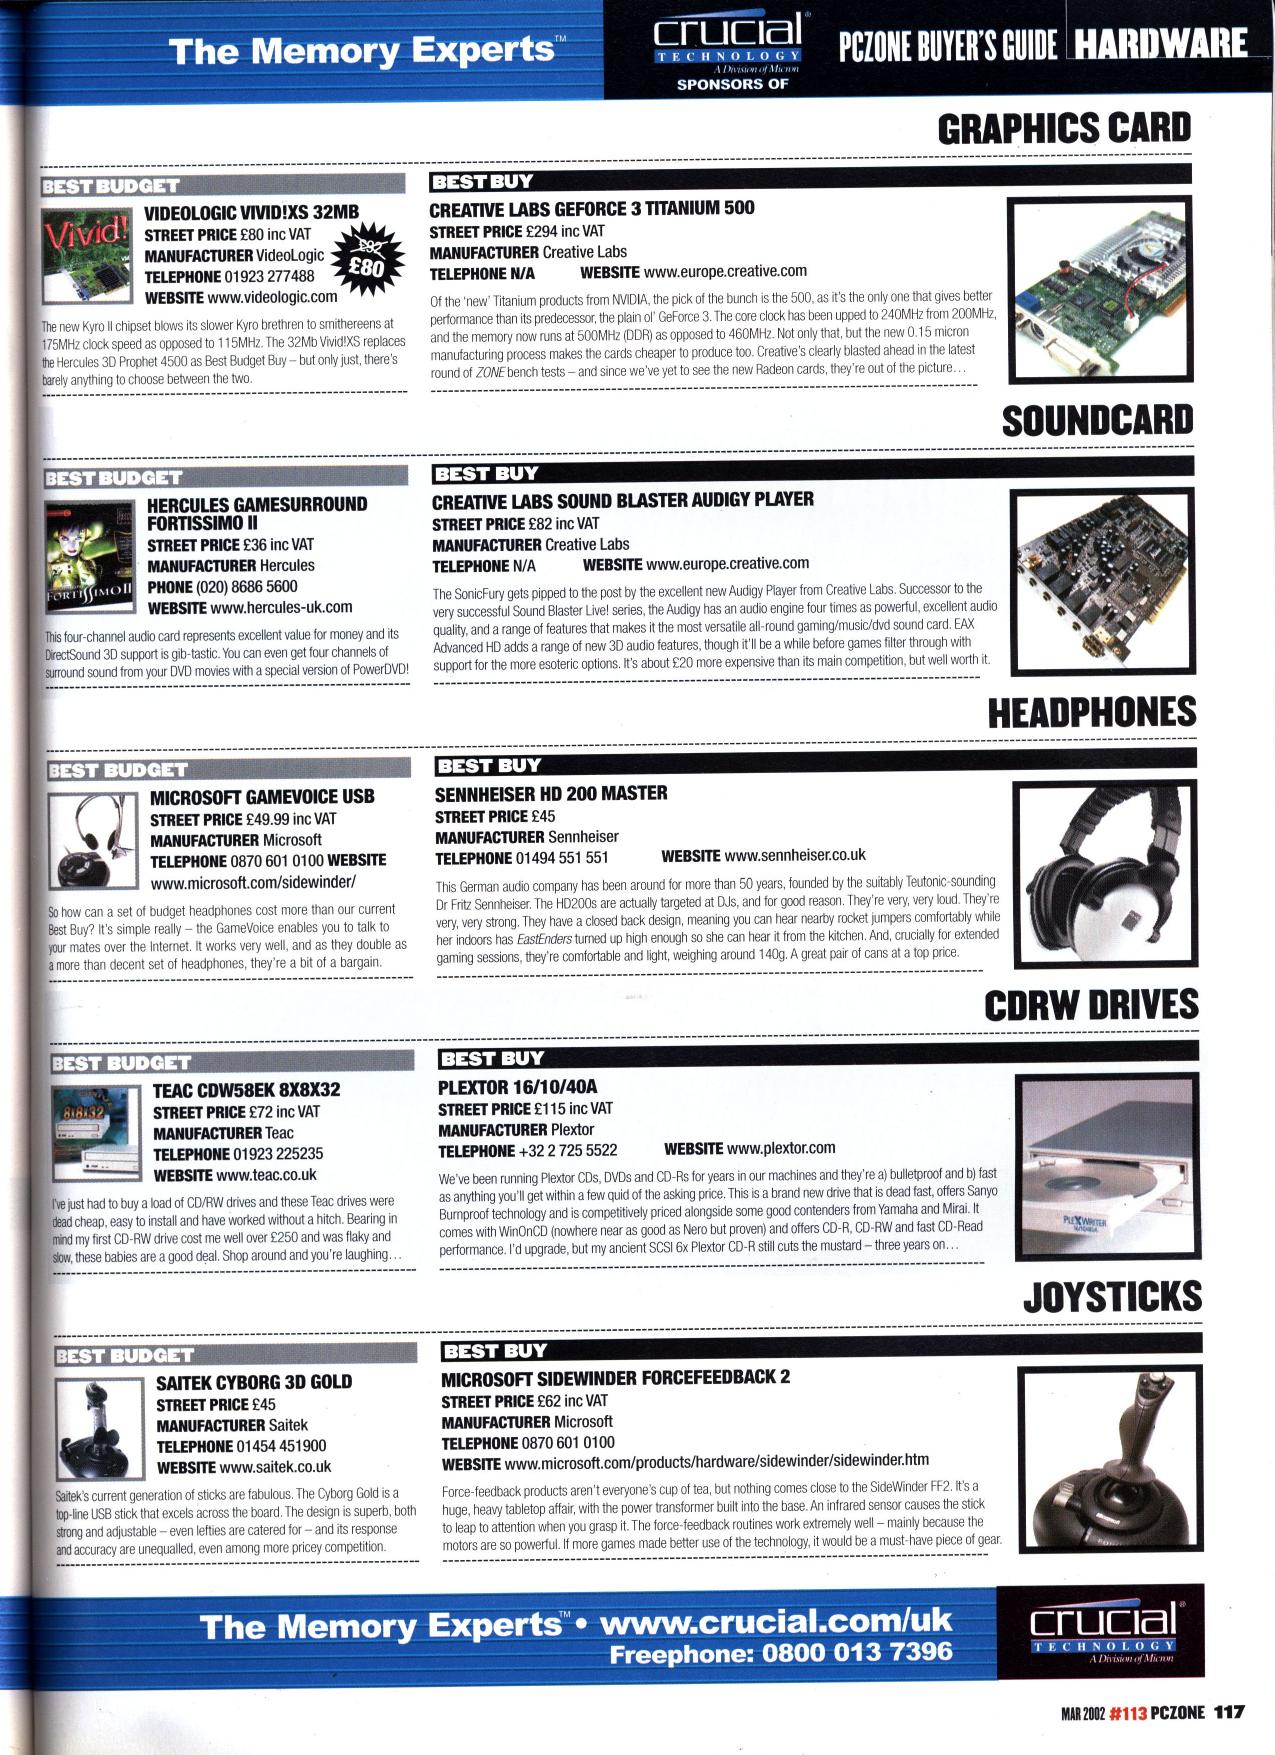 The Memory Experts™
crucial®
TECHNOLOGY
A Division of Micron
SPONSORS OF
PCZONE BUYER'S GUIDE | HARDWARE
GRAPHICS CARD
BEST BUDGET
VIDEOLOGIC VIVID!XS 32MB
STREET PRICE £80 inc VAT
MANUFACTURER VideoLogic
TELEPHONE 01923 277488
WEBSITE www.videologic.com
Vivid!
£92
£80
The new Kyro II chipset blows its slower Kyro brethren to smithereens at
175MHz clock speed as opposed to 115MHz. The 32Mb Vivid!XS replaces
the Hercules 3D Prophet 4500 as Best Budget Buy – but only just, there's
barely anything to choose between the two.
BEST BUY
CREATIVE LABS GEFORCE 3 TITANIUM 500
STREET PRICE £294 inc VAT
MANUFACTURER Creative Labs
TELEPHONE N/A WEBSITE www.europe.creative.com
Of the 'new' Titanium products from NVIDIA, the pick of the bunch is the 500, as it's the only one that gives better
performance than its predecessor, the plain ol' GeForce 3. The core clock has been upped to 240MHz from 200MHz,
and the memory now runs at 500MHz (DDR) as opposed to 460MHz. Not only that, but the new 0.15 micron
manufacturing process makes the cards cheaper to produce too. Creative's clearly blasted ahead in the latest
round of ZONE bench tests – and since we've yet to see the new Radeon cards, they're out of the picture...
SOUNDCARD
BEST BUDGET
HERCULES GAMESURROUND
FORTISSIMO II
STREET PRICE £36 inc VAT
MANUFACTURER Hercules
PHONE (020) 8686 5600
WEBSITE www.hercules-uk.com
FORTISSIMO II
This four-channel audio card represents excellent value for money and its
DirectSound 3D support is gib-tastic. You can even get four channels of
surround sound from your DVD movies with a special version of PowerDVD!
BEST BUY
CREATIVE LABS SOUND BLASTER AUDIGY PLAYER
STREET PRICE £82 inc VAT
MANUFACTURER Creative Labs
TELEPHONE N/A WEBSITE www.europe.creative.com
The SonicFury gets pipped to the post by the excellent new Audigy Player from Creative Labs. Successor to the
very successful Sound Blaster Live! series, the Audigy has an audio engine four times as powerful, excellent audio
quality, and a range of features that makes it the most versatile all-round gaming/music/dvd sound card. EAX
Advanced HD adds a range of new 3D audio features, though it'll be a while before games filter through with
support for the more esoteric options. It's about £20 more expensive than its main competition, but well worth it.
HEADPHONES
BEST BUDGET
MICROSOFT GAMEVOICE USB
STREET PRICE £49.99 inc VAT
MANUFACTURER Microsoft
TELEPHONE 0870 601 0100 WEBSITE
www.microsoft.com/sidewinder/
So how can a set of budget headphones cost more than our current
Best Buy? It's simple really – the GameVoice enables you to talk to
your mates over the Internet. It works very well, and as they double as
a more than decent set of headphones, they're a bit of a bargain.
BEST BUY
SENNHEISER HD 200 MASTER
STREET PRICE £45
MANUFACTURER Sennheiser
TELEPHONE 01494 551 551 WEBSITE www.sennheiser.co.uk
This German audio company has been around for more than 50 years, founded by the suitably Teutonic-sounding
Dr Fritz Sennheiser. The HD200s are actually targeted at DJs, and for good reason. They're very, very loud. They're
very, very strong. They have a closed back design, meaning you can hear nearby rocket jumpers comfortably while
her indoors has EastEnders turned up high enough so she can hear it from the kitchen. And, crucially for extended
gaming sessions, they're comfortable and light, weighing around 140g. A great pair of cans at a top price.
CDRW DRIVES
BEST BUDGET
TEAC CDW58EK 8X8X32
STREET PRICE £72 inc VAT
MANUFACTURER Teac
TELEPHONE 01923 225235
WEBSITE www.teac.co.uk
8x8x32
I've just had to buy a load of CD/RW drives and these Teac drives were
dead cheap, easy to install and have worked without a hitch. Bearing in
mind my first CD-RW drive cost me well over £250 and was flaky and
slow, these babies are a good deal. Shop around and you're laughing...
BEST BUY
PLEXTOR 16/10/40A
STREET PRICE £115 inc VAT
MANUFACTURER Plextor
TELEPHONE +32 2 725 5522 WEBSITE www.plextor.com
We've been running Plextor CDs, DVDs and CD-Rs for years in our machines and they're a) bulletproof and b) fast
as anything you'll get within a few quid of the asking price. This is a brand new drive that is dead fast, offers Sanyo
Burnproof technology and is competitively priced alongside some good contenders from Yamaha and Mirai. It
comes with WinOnCD (nowhere near as good as Nero but proven) and offers CD-R, CD-RW and fast CD-Read
performance. I'd upgrade, but my ancient SCSI 6x Plextor CD-R still cuts the mustard – three years on...
PLEXWRITER
JOYSTICKS
BEST BUDGET
SAITEK CYBORG 3D GOLD
STREET PRICE £45
MANUFACTURER Saitek
TELEPHONE 01454 451900
WEBSITE www.saitek.co.uk
Saitek's current generation of sticks are fabulous. The Cyborg Gold is a
top-line USB stick that excels across the board. The design is superb, both
strong and adjustable – even lefties are catered for – and its response
and accuracy are unequalled, even among more pricey competition.
BEST BUY
MICROSOFT SIDEWINDER FORCEFEEDBACK 2
STREET PRICE £62 inc VAT
MANUFACTURER Microsoft
TELEPHONE 0870 601 0100
WEBSITE www.microsoft.com/products/hardware/sidewinder/sidewinder.htm
Force-feedback products aren't everyone's cup of tea, but nothing comes close to the SideWinder FF2. It's a
huge, heavy tabletop affair, with the power transformer built into the base. An infrared sensor causes the stick
to leap to attention when you grasp it. The force-feedback routines work extremely well – mainly because the
motors are so powerful. If more games made better use of the technology, it would be a must-have piece of gear.
The Memory Experts™ • www.crucial.com/uk
Freephone: 0800 013 7396
crucial®
TECHNOLOGY
A Division of Micron
MAR 2002 #113 PCZONE 117